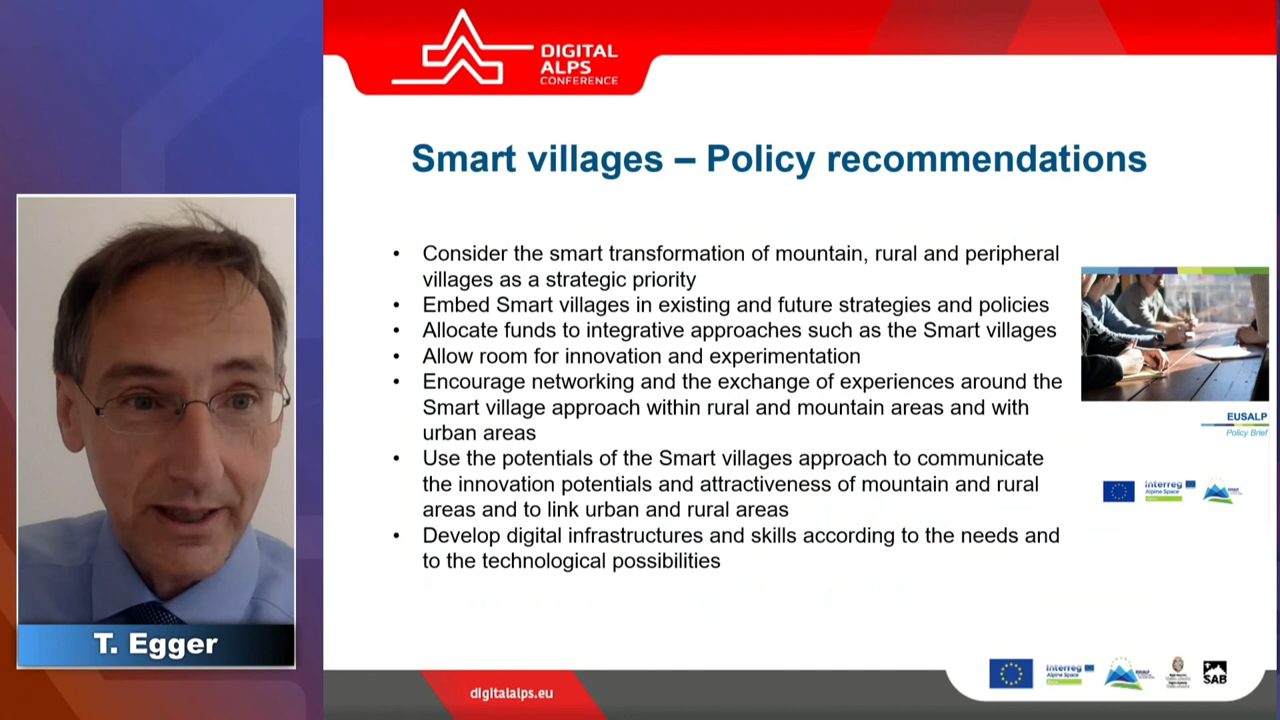 DIGITAL
ALPS
CONFERENCE
Smart villages – Policy recommendations
• Consider the smart transformation of mountain, rural and peripheral
villages as a strategic priority
• Embed Smart villages in existing and future strategies and policies
• Allocate funds to integrative approaches such as the Smart villages
• Allow room for innovation and experimentation
• Encourage networking and the exchange of experiences around the
Smart village approach within rural and mountain areas and with
urban areas
• Use the potentials of the Smart villages approach to communicate
the innovation potentials and attractiveness of mountain and rural
areas and to link urban and rural areas
• Develop digital infrastructures and skills according to the needs and
to the technological possibilities
EUSALP
Policy Brief
Interreg
Alpine Space
T. Egger
digitalalps.eu
Interreg
Alpine Space
EUSALP
SAB